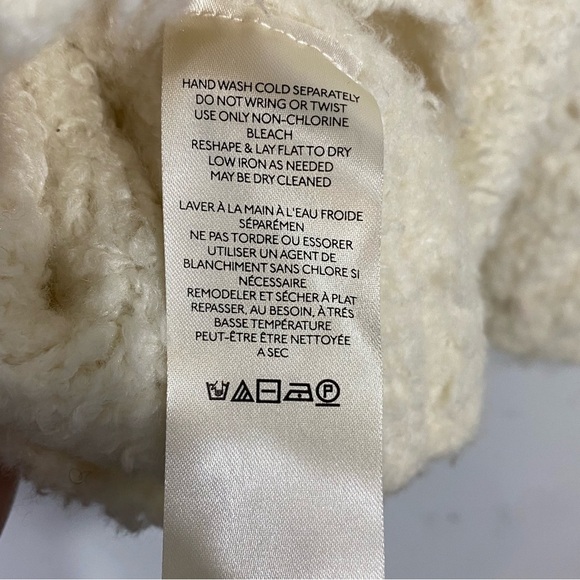 HAND WASH COLD SEPARATELY
DO NOT WRING OR TWIST
USE ONLY NON-CHLORINE
BLEACH
RESHAPE & LAY FLAT TO DRY
LOW IRON AS NEEDED
MAY BE DRY CLEANED
LAVER À LA MAIN À L'EAU FROIDE
SÉPARÉMEN
NE PAS TORDRE OU ESSORER
UTILISER UN AGENT DE
BLANCHIMENT SANS CHLORE SI
NÉCESSAIRE
REMODELER ET SÉCHER À PLAT
REPASSER, AU BESOIN, À TRÉS
BASSE TEMPÉRATURE
PEUT-ÊTRE ÊTRE NETTOYÉE
A SEC
P